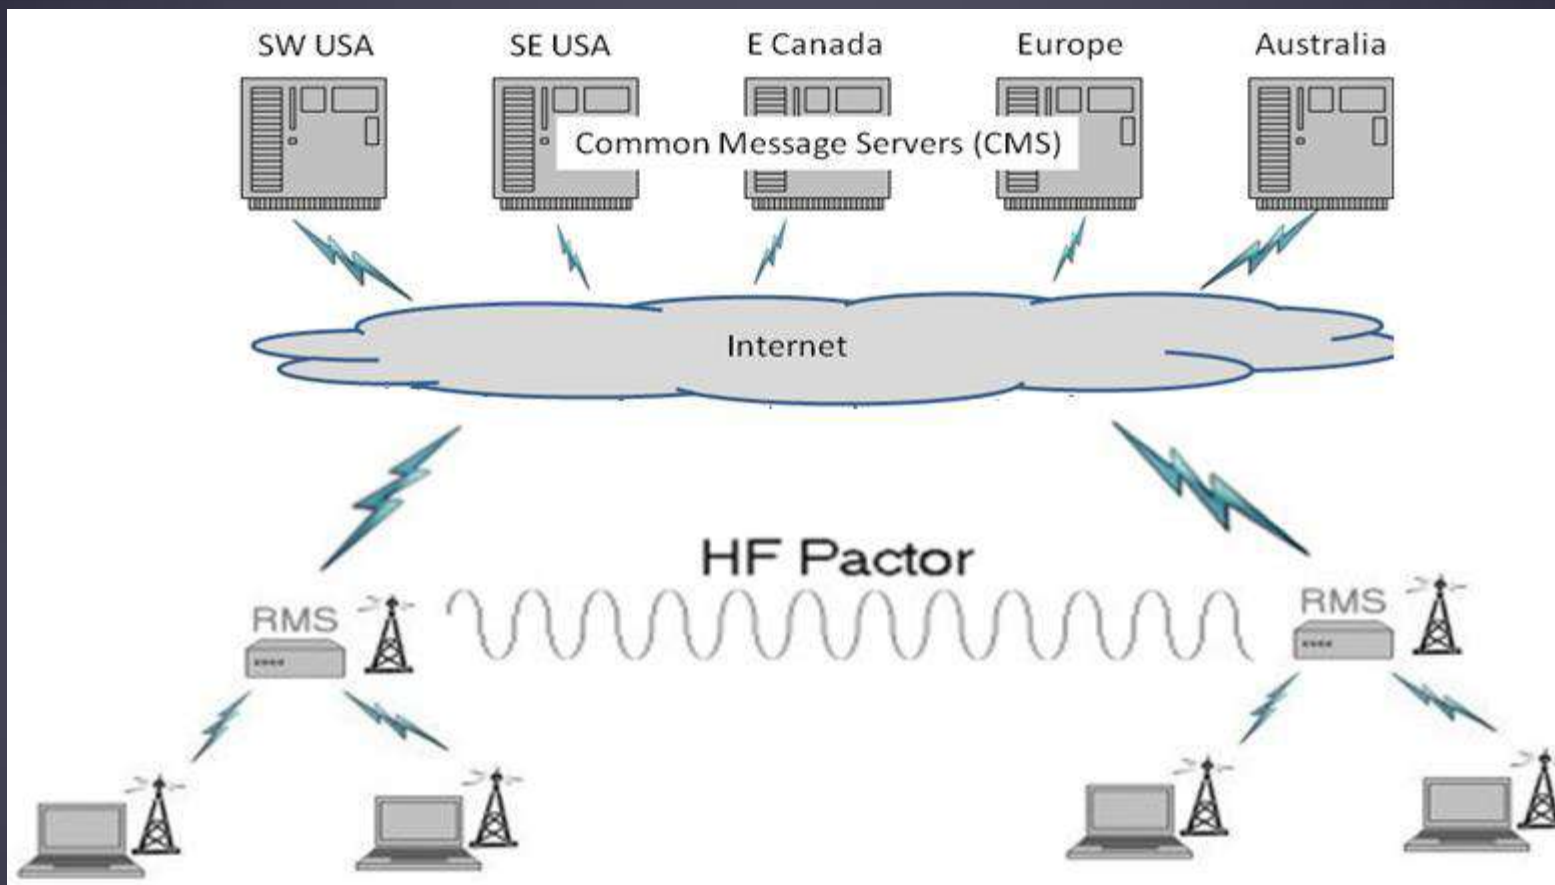 SW USA
SE USA
E Canada
Europe
Australia
Common Message Servers (CMS)
Internet
HF Pactor
RMS
RMS